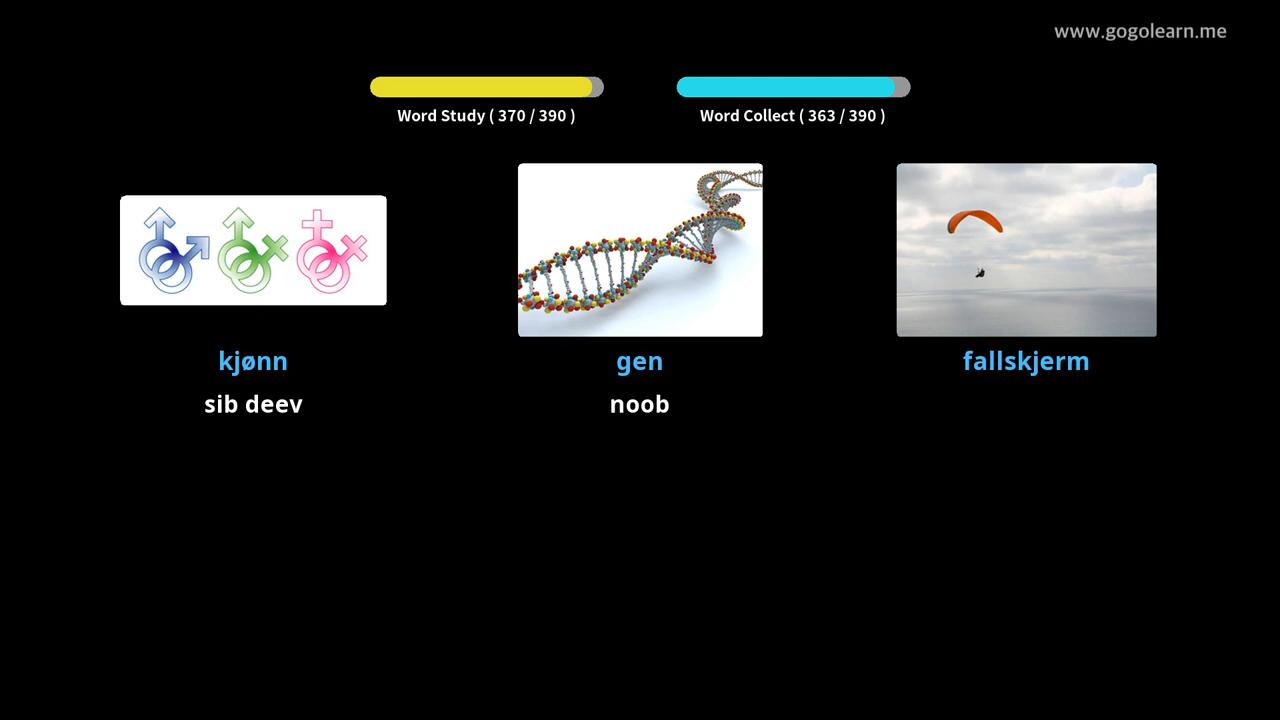 www.gogolearn.me
Word Study ( 370 / 390 )
Word Collect ( 363 / 390 )
kjønn
gen
fallskjerm
sib deev
noob